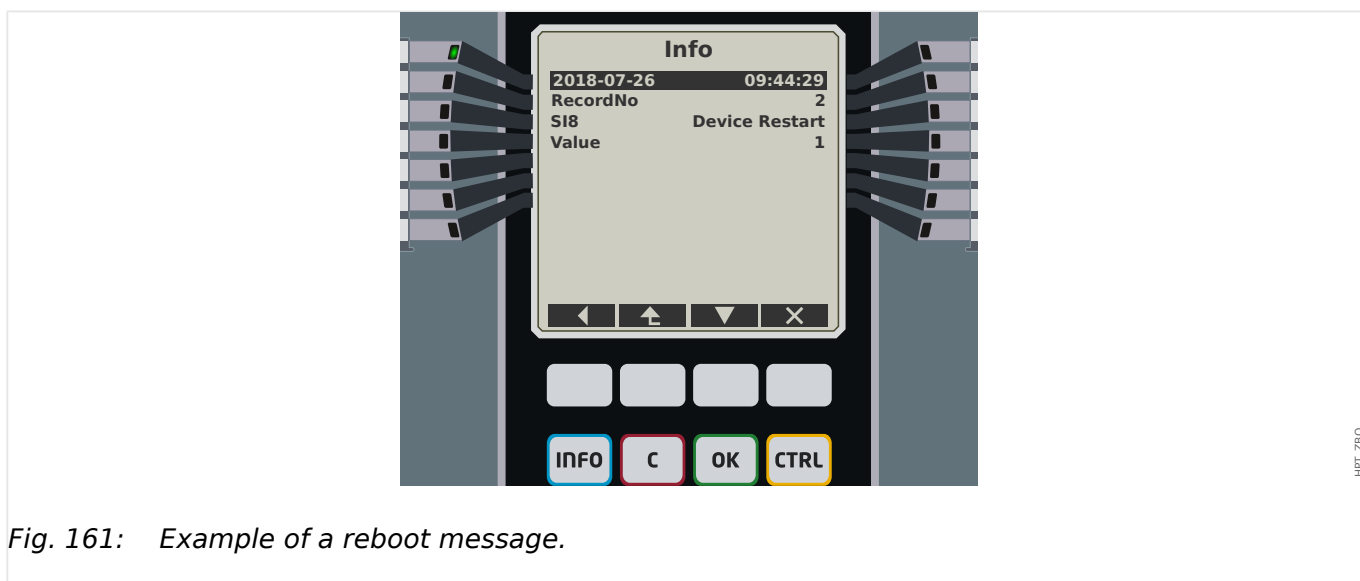 Info
2018-07-26 09:44:29
RecordNo 2
SI8 Device Restart
Value 1
INFO C OK CTRL
HPT_ZBO
Fig. 161: Example of a reboot message.